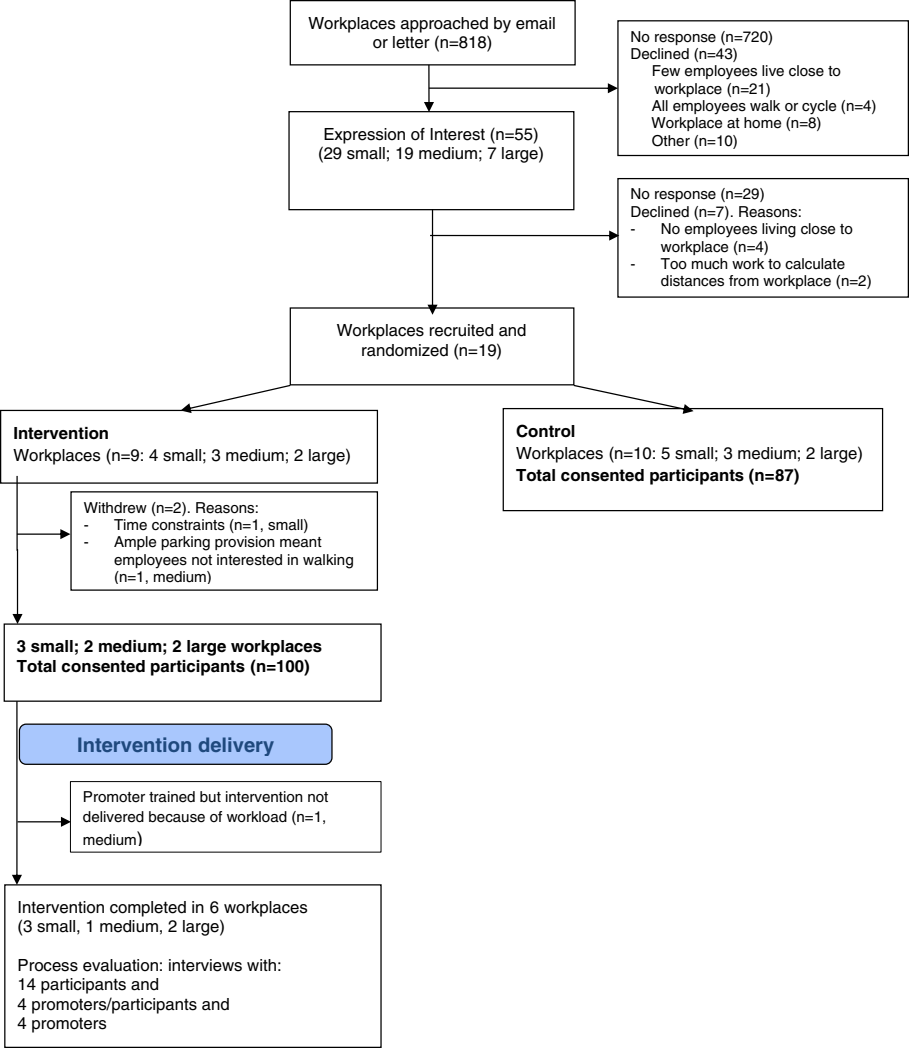 Workplaces approached by email
or letter (n=818)
No response (n=720)
Declined (n=43)
Few employees live close to
workplace (n=21)
All employees walk or cycle (n=4)
Workplace at home (n=8)
Other (n=10)
Expression of Interest (n=55)
(29 small; 19 medium; 7 large)
No response (n=29)
Declined (n=7). Reasons:
- No employees living close to
workplace (n=4)
- Too much work to calculate
distances from workplace (n=2)
Workplaces recruited and
randomized (n=19)
Intervention
Workplaces (n=9: 4 small; 3 medium; 2 large)
Control
Workplaces (n=10: 5 small; 3 medium; 2 large)
Total consented participants (n=87)
Withdrew (n=2). Reasons:
- Time constraints (n=1, small)
- Ample parking provision meant
employees not interested in walking
(n=1, medium)
3 small; 2 medium; 2 large workplaces
Total consented participants (n=100)
Intervention delivery
Promoter trained but intervention not
delivered because of workload (n=1,
medium)
Intervention completed in 6 workplaces
(3 small, 1 medium, 2 large)
Process evaluation: interviews with:
14 participants and
4 promoters/participants and
4 promoters